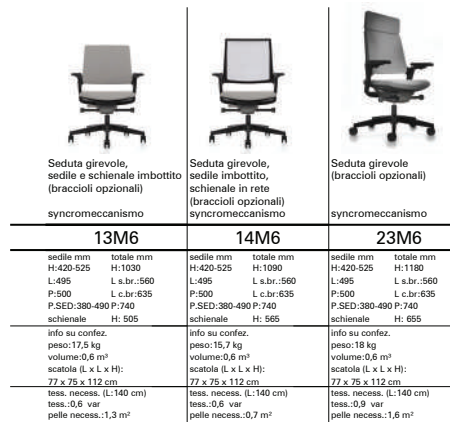 Seduta girevole,
sedile e schienale imbottito
(braccioli opzionali)
syncromeccanismo
13M6
sedile mm totale mm
H:420-525 H:1030
L:495 L s.br.:560
P:500 L c.br:635
P.SED:380-490 P:740
schienale H: 505
info su confez.
peso:17,5 kg
volume:0,6 m³
scatola (L x L x H):
77 x 75 x 112 cm
tess. necess. (L:140 cm)
tess.:0,6 var
pelle necess.:1,3 m²
Seduta girevole,
sedile imbottito,
schienale in rete
(braccioli opzionali)
syncromeccanismo
14M6
sedile mm totale mm
H:420-525 H:1090
L:495 L s.br.:560
P:500 L c.br:635
P.SED:380-490 P:740
schienale H: 565
info su confez.
peso:15,7 kg
volume:0,6 m³
scatola (L x L x H):
77 x 75 x 112 cm
tess. necess. (L:140 cm)
tess.:0,6 var
pelle necess.:0,7 m²
Seduta girevole
(braccioli opzionali)
syncromeccanismo
23M6
sedile mm totale mm
H:420-525 H:1180
L:495 L s.br.:560
P:500 L c.br:635
P.SED:380-490 P:740
schienale H: 655
info su confez.
peso:18 kg
volume:0,6 m³
scatola (L x L x H):
77 x 75 x 112 cm
tess. necess. (L:140 cm)
tess.:0,9 var
pelle necess.:1,6 m²